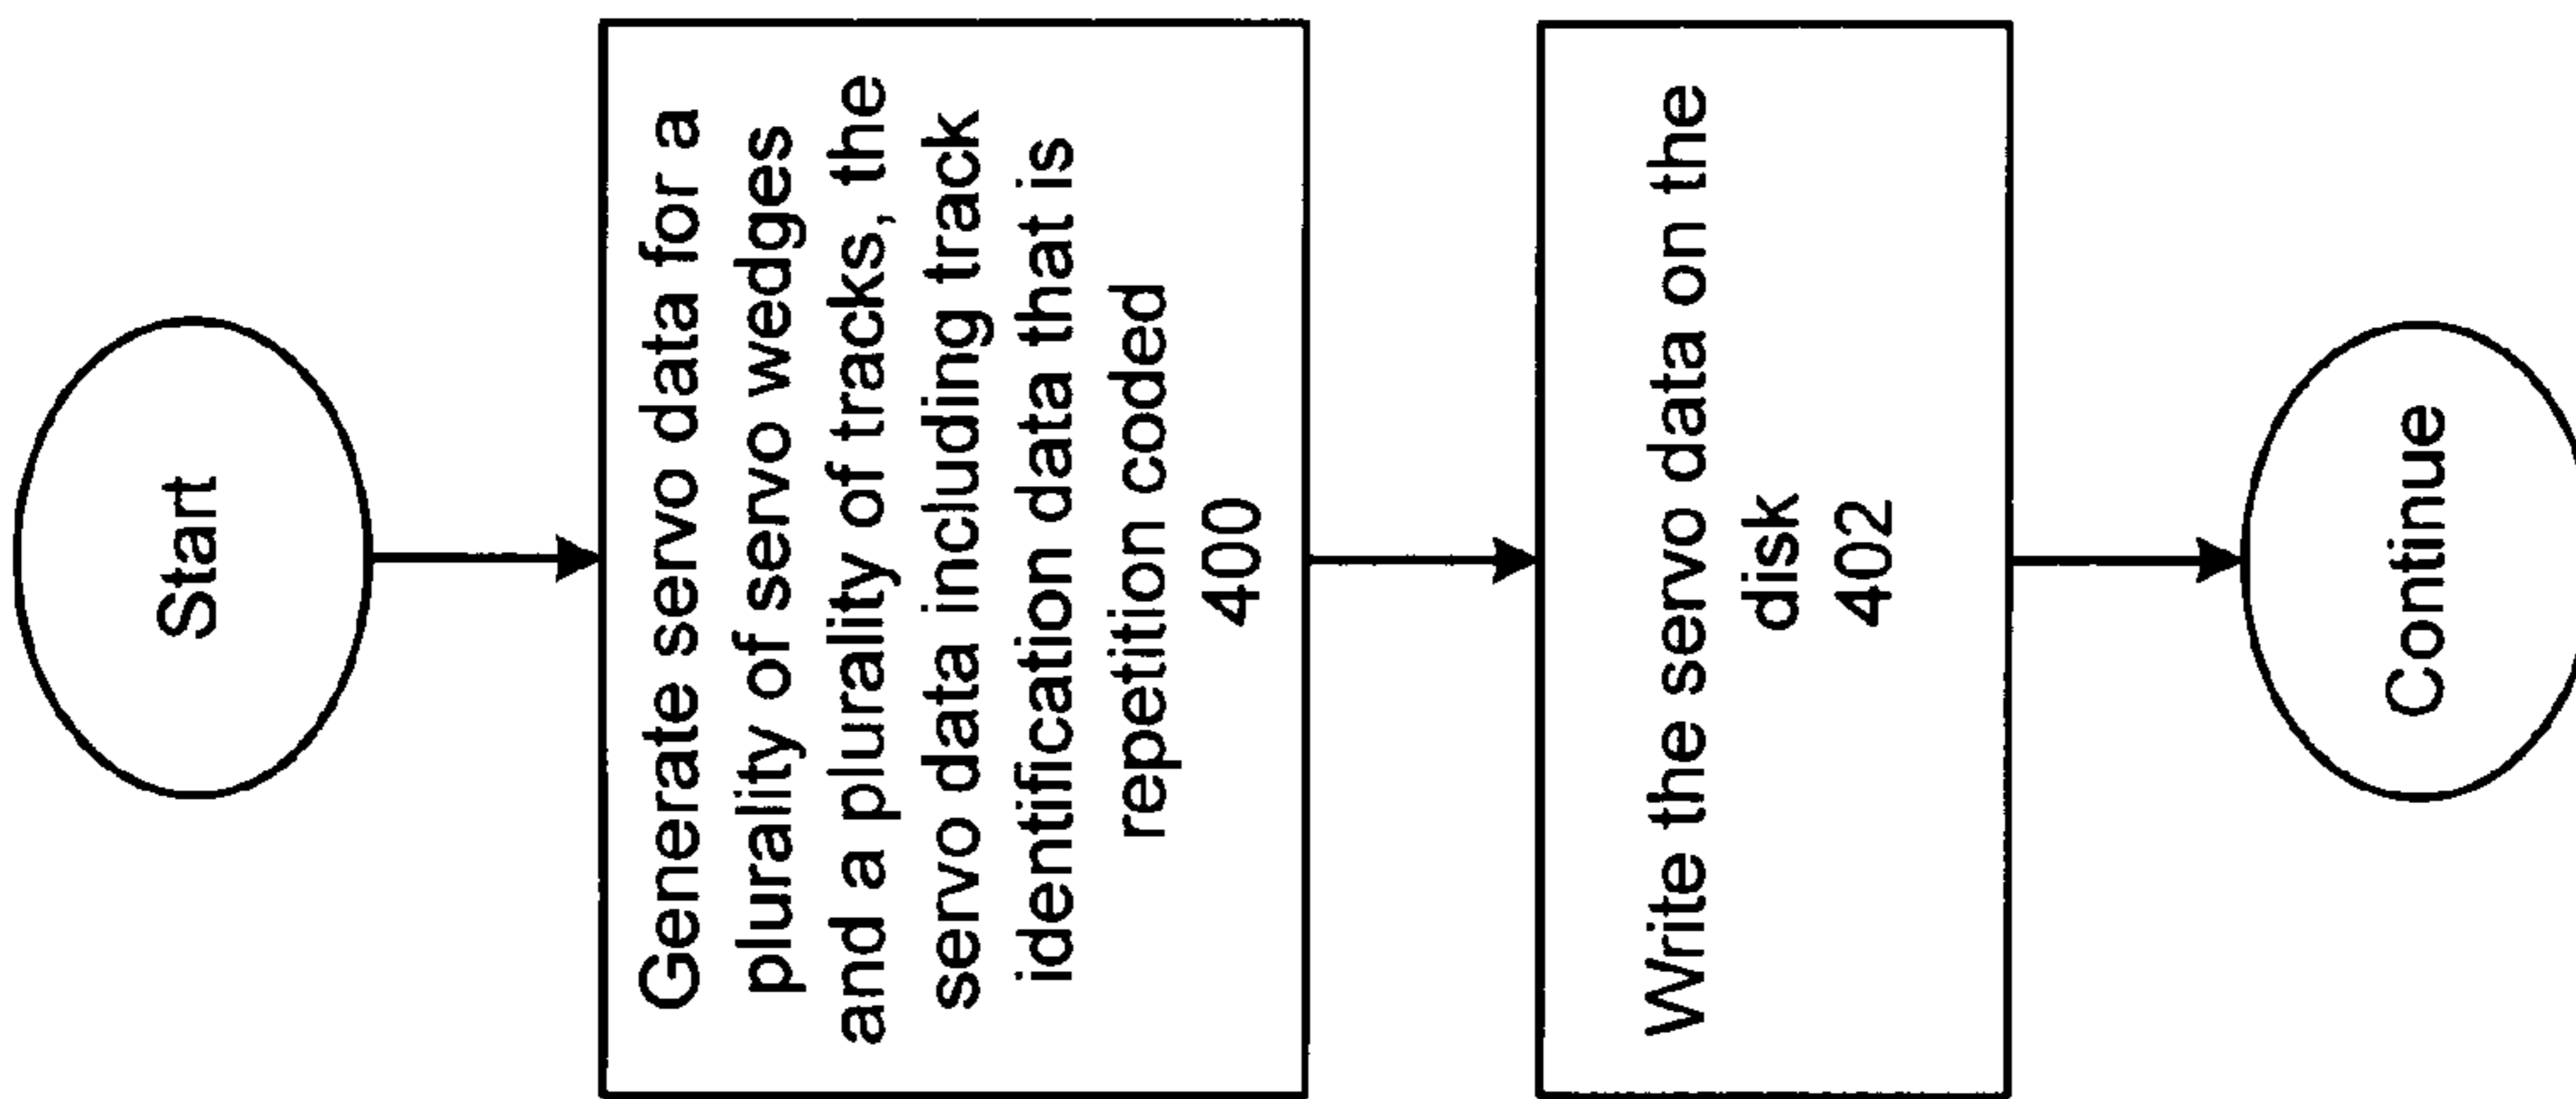 Start
Generate servo data for a
plurality of servo wedges
and a plurality of tracks, the
servo data including track
identification data that is
repetition coded
400
Write the servo data on the
disk
402
Continue